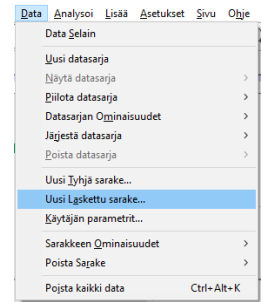 Data Analysoi Lisää Asetukset Sivu Ohje
Data Selain
Uusi datasarja
Näytä datasarja
Piilota datasarja
Datasarjan Ominaisuudet
Järjestä datasarja
Poista datasarja
Uusi Tyhjä sarake...
Uusi Laskettu sarake...
Käytäjän parametrit...
Sarakkeen Ominaisuudet
Poista Sarake
Poista kaikki data Ctrl+Alt+K